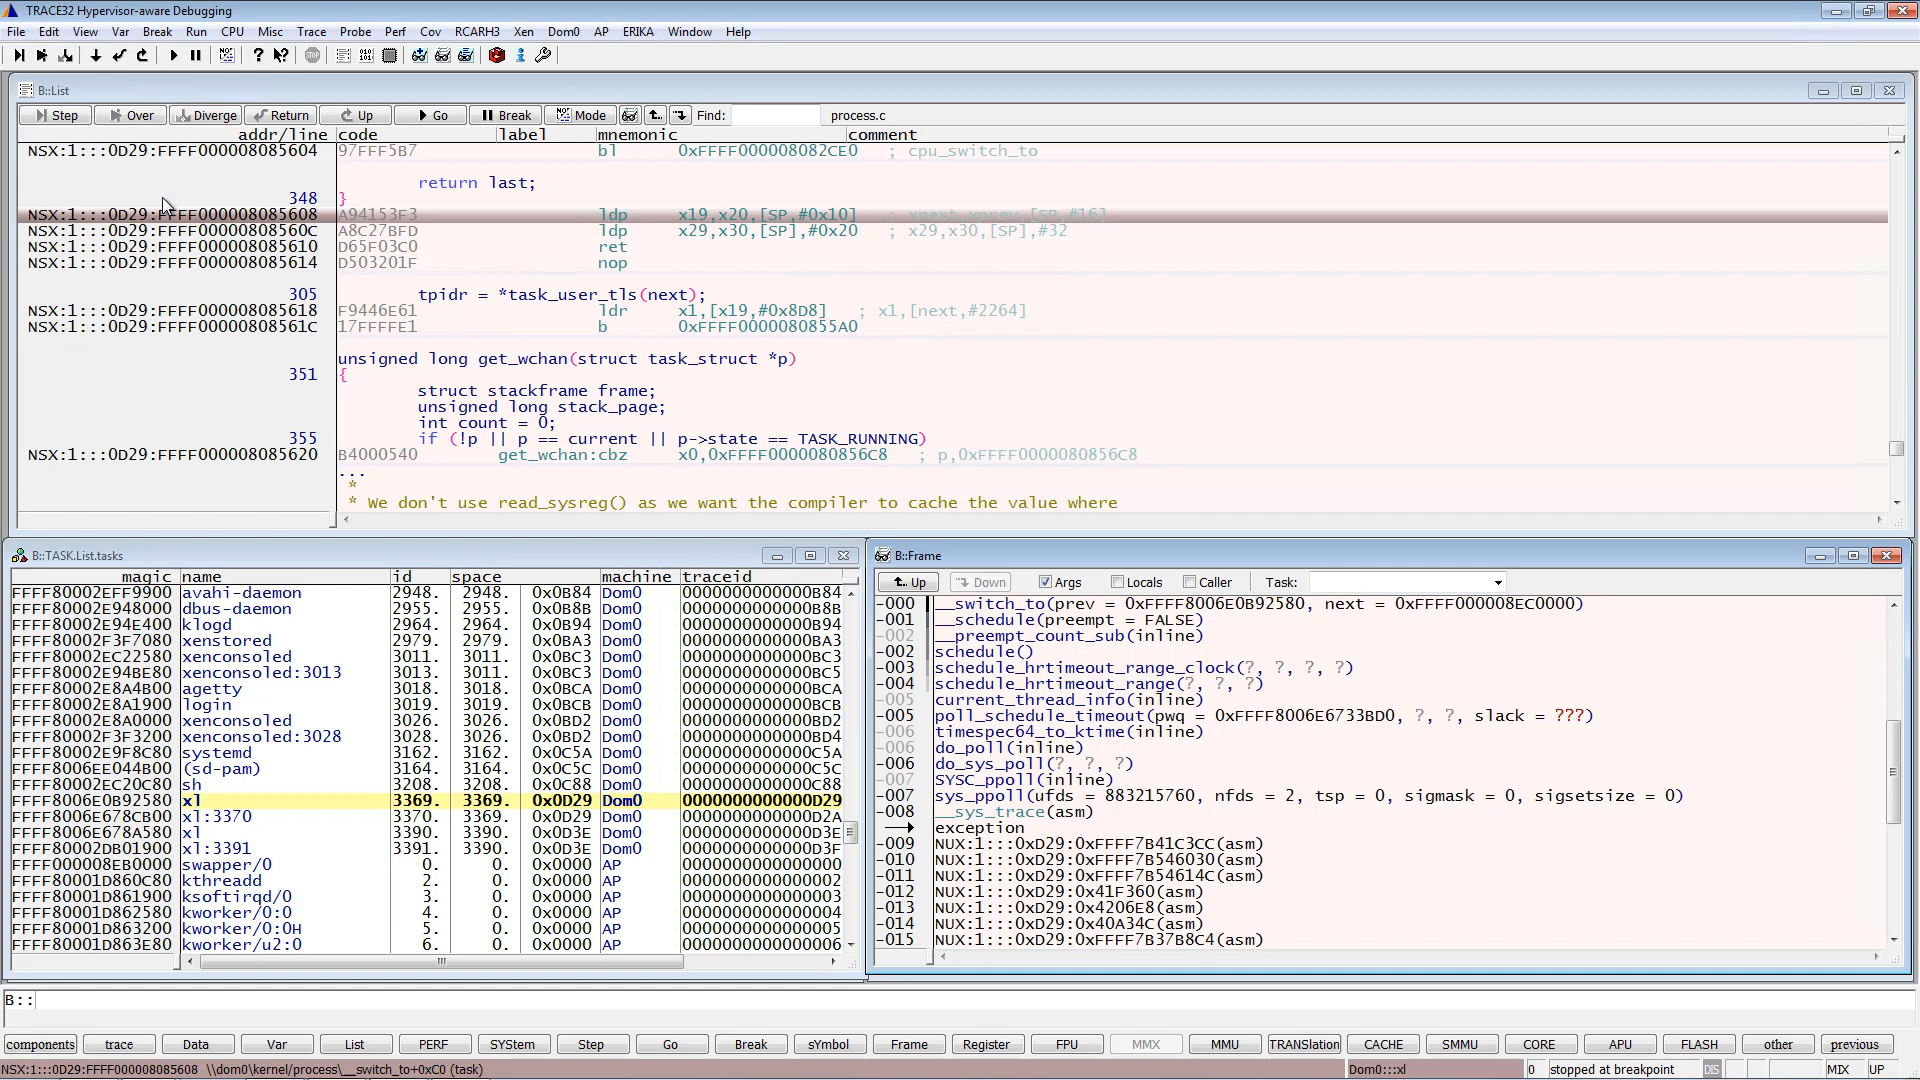 TRACE32 Hypervisor-aware Debugging
File Edit View Var Break Run CPU Misc Trace Probe Perf Cov RCARH3 Xen Dom0 AP ERIKA Window Help
B::List
Step Over Diverge Return Up Go Break Mode Find: process.c
addr/line code label mnemonic comment
NSX:1:::0D29:FFFF000008085604 97FFF5B7 bl 0xFFFF000008082CE0 ; cpu_switch_to
return last;
348 }
NSX:1:::0D29:FFFF000008085608 A94153F3 ldp x19,x20,[SP,#0x10] ; xnext,xprev,[SP,#16]
NSX:1:::0D29:FFFF00000808560C A8C27BFD ldp x29,x30,[SP],#0x20 ; x29,x30,[SP],#32
NSX:1:::0D29:FFFF000008085610 D65F03C0 ret
NSX:1:::0D29:FFFF000008085614 D503201F nop
305 tpidr = *task_user_tls(next);
NSX:1:::0D29:FFFF000008085618 F9446E61 ldr x1,[x19,#0x8D8] ; x1,[next,#2264]
NSX:1:::0D29:FFFF00000808561C 17FFFFE1 b 0xFFFF0000080855A0
unsigned long get_wchan(struct task_struct *p)
351 {
struct stackframe frame;
unsigned long stack_page;
int count = 0;
355 if (!p || p == current || p->state == TASK_RUNNING)
NSX:1:::0D29:FFFF000008085620 B4000540 get_wchan:cbz x0,0xFFFF0000080856C8 ; p,0xFFFF0000080856C8
...
*
* We don't use read_sysreg() as we want the compiler to cache the value where
B::TASK.List.tasks
magic name id space machine traceid
FFFF80002EFF9900 avahi-daemon 2948. 2948. 0x0B84 Dom0 0000000000000B84
FFFF80002E948000 dbus-daemon 2955. 2955. 0x0B8B Dom0 0000000000000B8B
FFFF80002E94E400 klogd 2964. 2964. 0x0B94 Dom0 0000000000000B94
FFFF80002F3F7080 xenstored 2979. 2979. 0x0BA3 Dom0 0000000000000BA3
FFFF80002EC22580 xenconsoled 3011. 3011. 0x0BC3 Dom0 0000000000000BC3
FFFF80002E94BE80 xenconsoled:3013 3013. 3011. 0x0BC3 Dom0 0000000000000BC5
FFFF80002E8A4B00 agetty 3018. 3018. 0x0BCA Dom0 0000000000000BCA
FFFF80002E8A1900 login 3019. 3019. 0x0BCB Dom0 0000000000000BCB
FFFF80002E8A0000 xenconsoled 3026. 3026. 0x0BD2 Dom0 0000000000000BD2
FFFF80002F3F3200 xenconsoled:3028 3028. 3026. 0x0BD2 Dom0 0000000000000BD4
FFFF80002E9F8C80 systemd 3162. 3162. 0x0C5A Dom0 0000000000000C5A
FFFF80006EE044B00 (sd-pam) 3164. 3164. 0x0C5C Dom0 0000000000000C5C
FFFF80002EC20C80 sh 3208. 3208. 0x0C88 Dom0 0000000000000C88
FFFF8006E0B92580 xl 3369. 3369. 0x0D29 Dom0 0000000000000D29
FFFF8006E678CB00 xl:3370 3370. 3369. 0x0D29 Dom0 0000000000000D2A
FFFF8006E678A580 xl 3390. 3390. 0x0D3E Dom0 0000000000000D3E
FFFF80002DB01900 xl:3391 3391. 3390. 0x0D3E Dom0 0000000000000D3F
FFFF000008EB0000 swapper/0 0. 0. 0x0000 AP 0000000000000000
FFFF80001D860C80 kthreadd 2. 0. 0x0000 AP 0000000000000002
FFFF80001D861900 ksoftirqd/0 3. 0. 0x0000 AP 0000000000000003
FFFF80001D862580 kworker/0:0 4. 0. 0x0000 AP 0000000000000004
FFFF80001D863200 kworker/0:0H 5. 0. 0x0000 AP 0000000000000005
FFFF80001D863E80 kworker/u2:0 6. 0. 0x0000 AP 0000000000000006
B::Frame
Up Down Args Locals Caller Task:
-000 __switch_to(prev = 0xFFFF8006E0B92580, next = 0xFFFF000008EC0000)
-001 __schedule(preempt = FALSE)
-002 __preempt_count_sub(inline)
-002 schedule()
-003 schedule_hrtimeout_range_clock(?, ?, ?, ?)
-004 schedule_hrtimeout_range(?, ?, ?)
-005 current_thread_info(inline)
-005 poll_schedule_timeout(pwq = 0xFFFF8006E6733BD0, ?, ?, slack = ???)
-006 timespec64_to_ktime(inline)
-006 do_poll(inline)
-006 do_sys_poll(?, ?, ?)
-007 SYSC_ppoll(inline)
-007 sys_ppoll(ufds = 883215760, nfds = 2, tsp = 0, sigmask = 0, sigsetsize = 0)
-008 __sys_trace(asm)
exception
-009 NUX:1:::0xD29:0xFFFF7B41C3CC(asm)
-010 NUX:1:::0xD29:0xFFFF7B546030(asm)
-011 NUX:1:::0xD29:0xFFFF7B54614C(asm)
-012 NUX:1:::0xD29:0x41F360(asm)
-013 NUX:1:::0xD29:0x4206E8(asm)
-014 NUX:1:::0xD29:0x40A34C(asm)
-015 NUX:1:::0xD29:0xFFFF7B37B8C4(asm)
B::
components trace Data Var List PERF SYStem Step Go Break sYmbol Frame Register FPU MMX MMU TRANSlation CACHE SMMU CORE APU FLASH other previous
NSX:1:::0D29:FFFF000008085608 \\dom0\kernel/process\__switch_to+0xC0 (task) Dom0:::xl 0 stopped at breakpoint DIS MIX UP